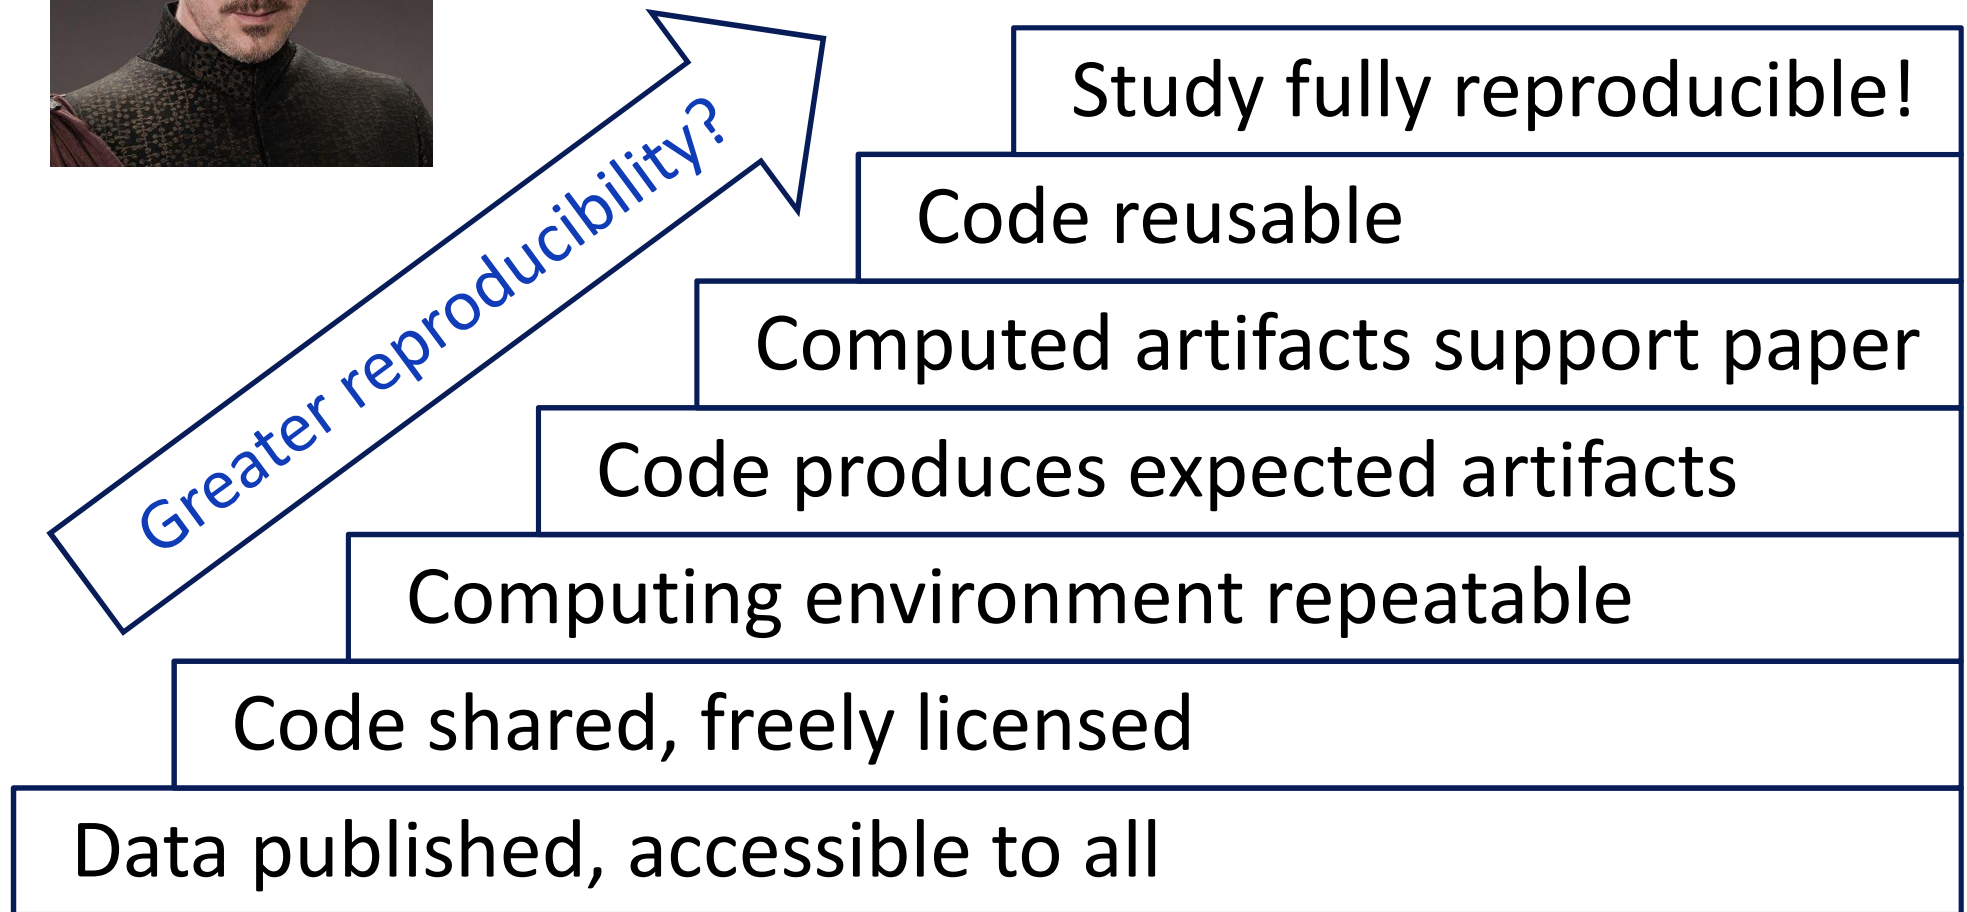 Greater reproducibility?
Study fully reproducible!
Code reusable
Computed artifacts support paper
Code produces expected artifacts
Computing environment repeatable
Code shared, freely licensed
Data published, accessible to all